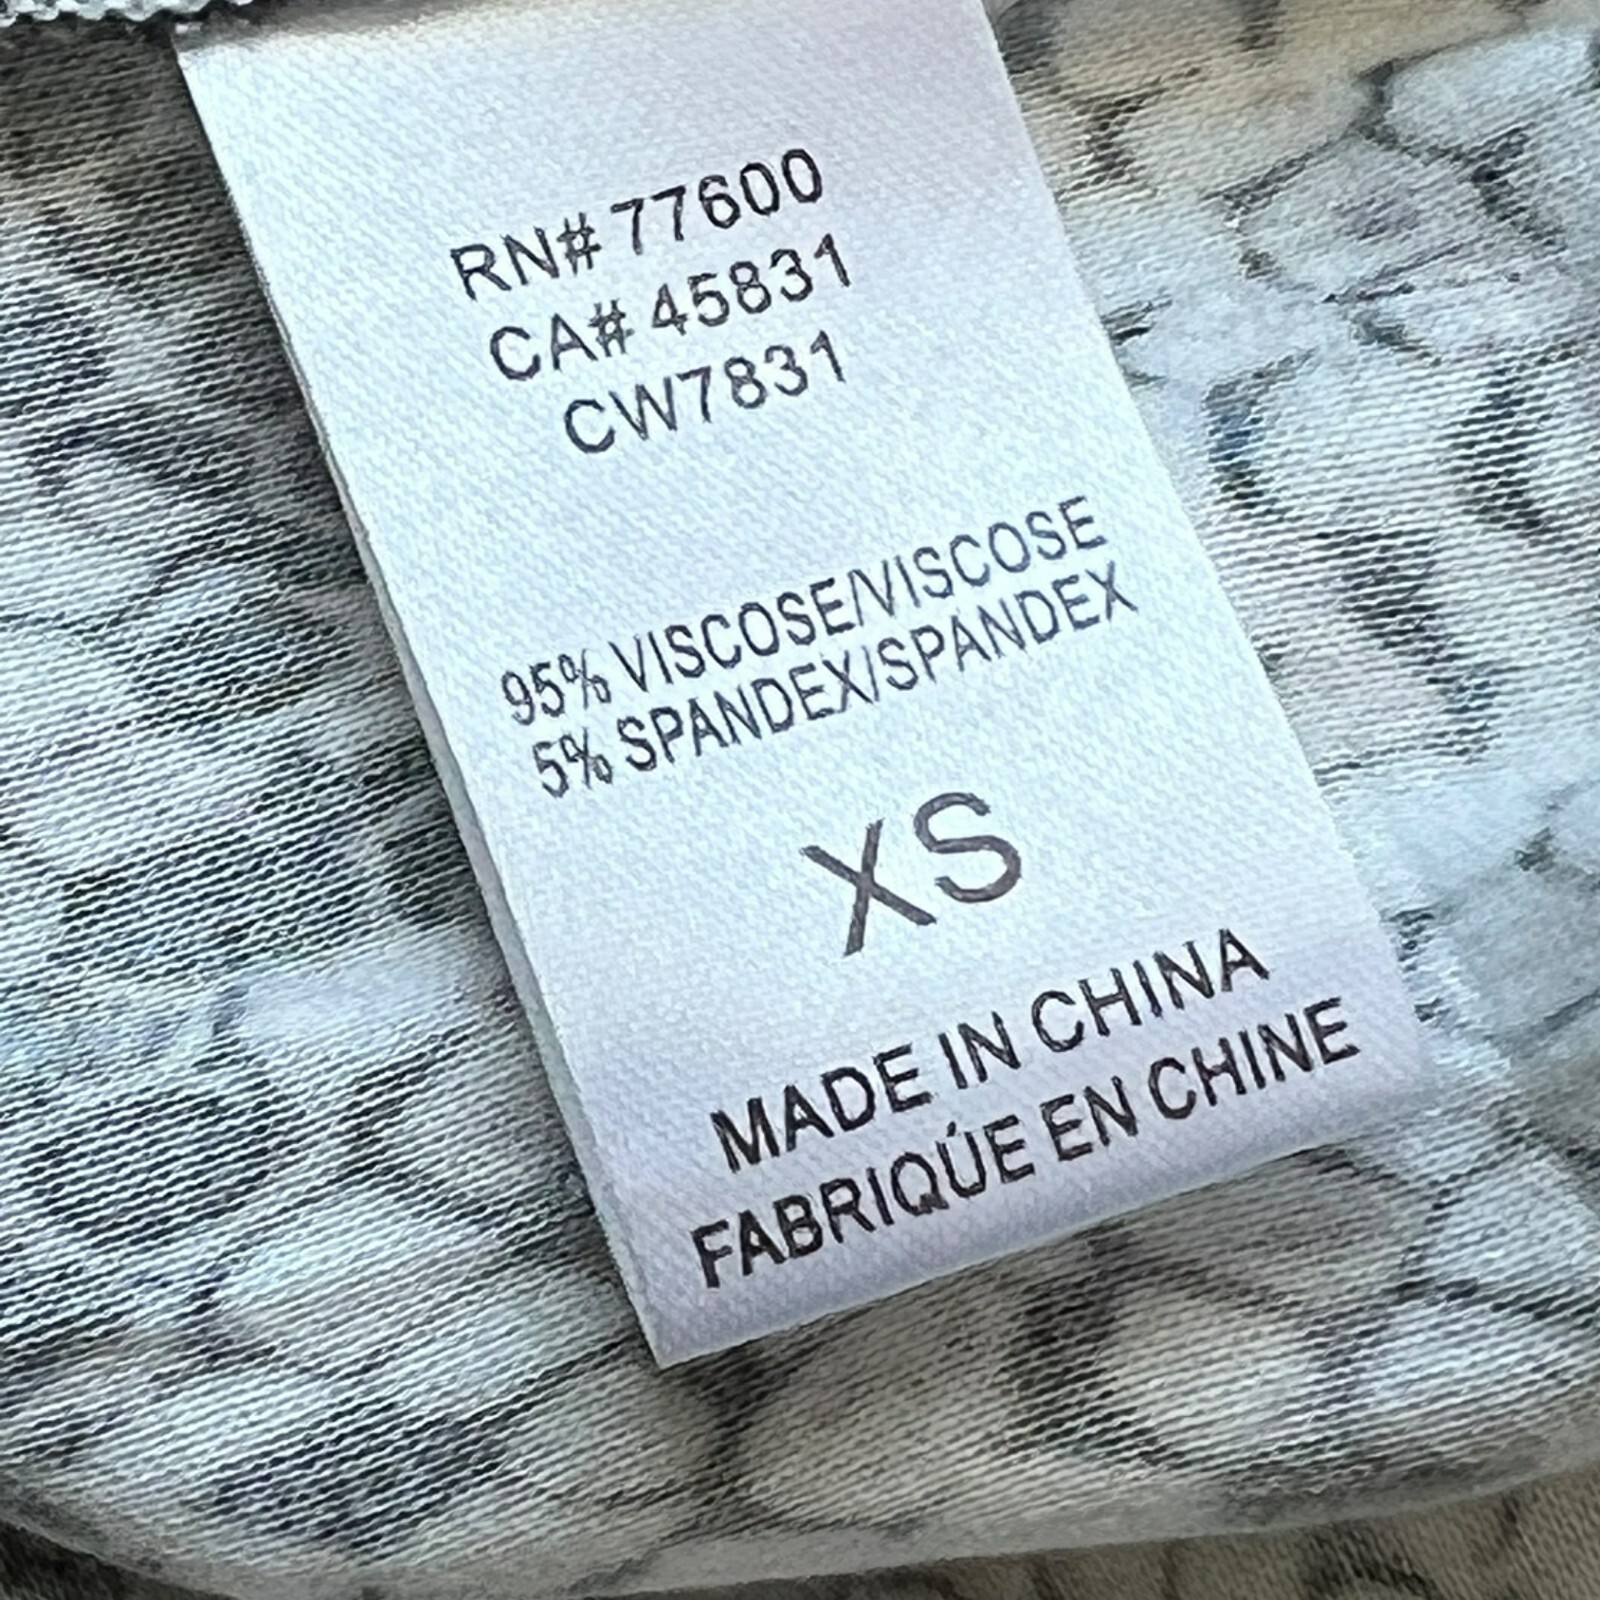 RN# 77600
CA# 45831
CW7831
95% VISCOSE/VISCOSE
5% SPANDEX/SPANDEX
XS
MADE IN CHINA
FABRIQÚE EN CHINE